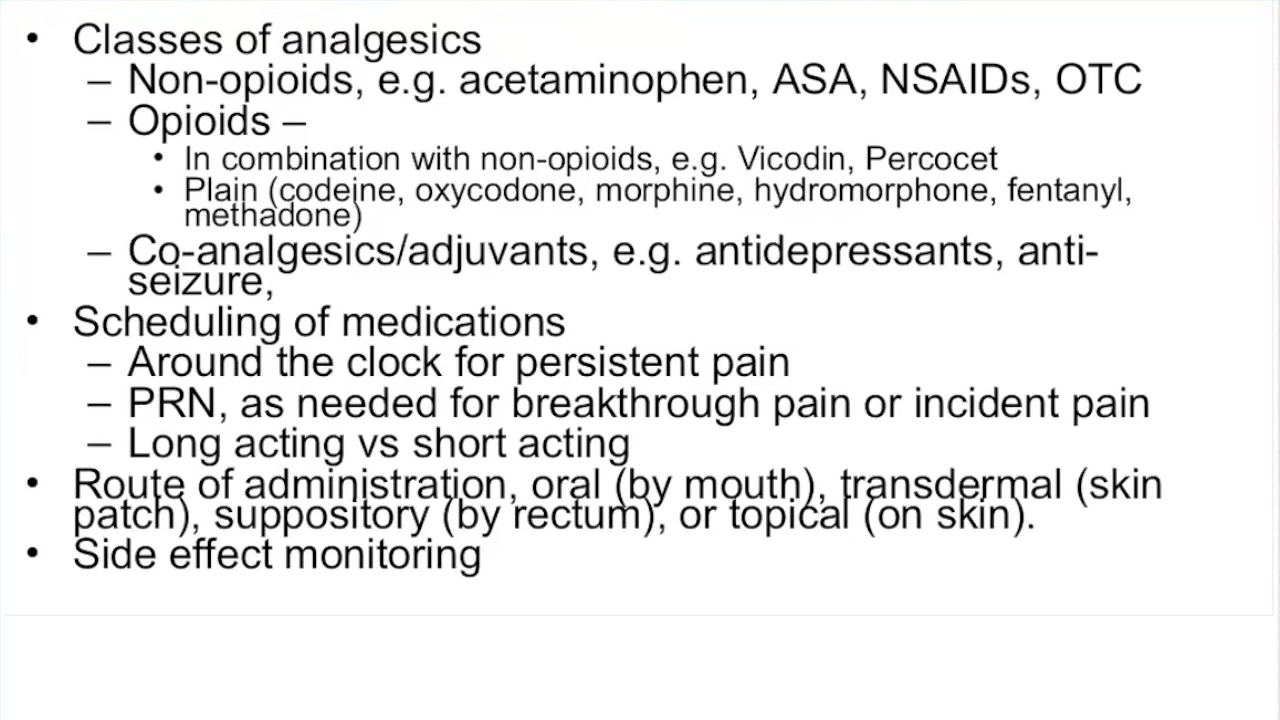 • Classes of analgesics
– Non-opioids, e.g. acetaminophen, ASA, NSAIDs, OTC
– Opioids –
• In combination with non-opioids, e.g. Vicodin, Percocet
• Plain (codeine, oxycodone, morphine, hydromorphone, fentanyl,
methadone)
– Co-analgesics/adjuvants, e.g. antidepressants, anti-
seizure,
• Scheduling of medications
– Around the clock for persistent pain
– PRN, as needed for breakthrough pain or incident pain
– Long acting vs short acting
• Route of administration, oral (by mouth), transdermal (skin
patch), suppository (by rectum), or topical (on skin).
• Side effect monitoring